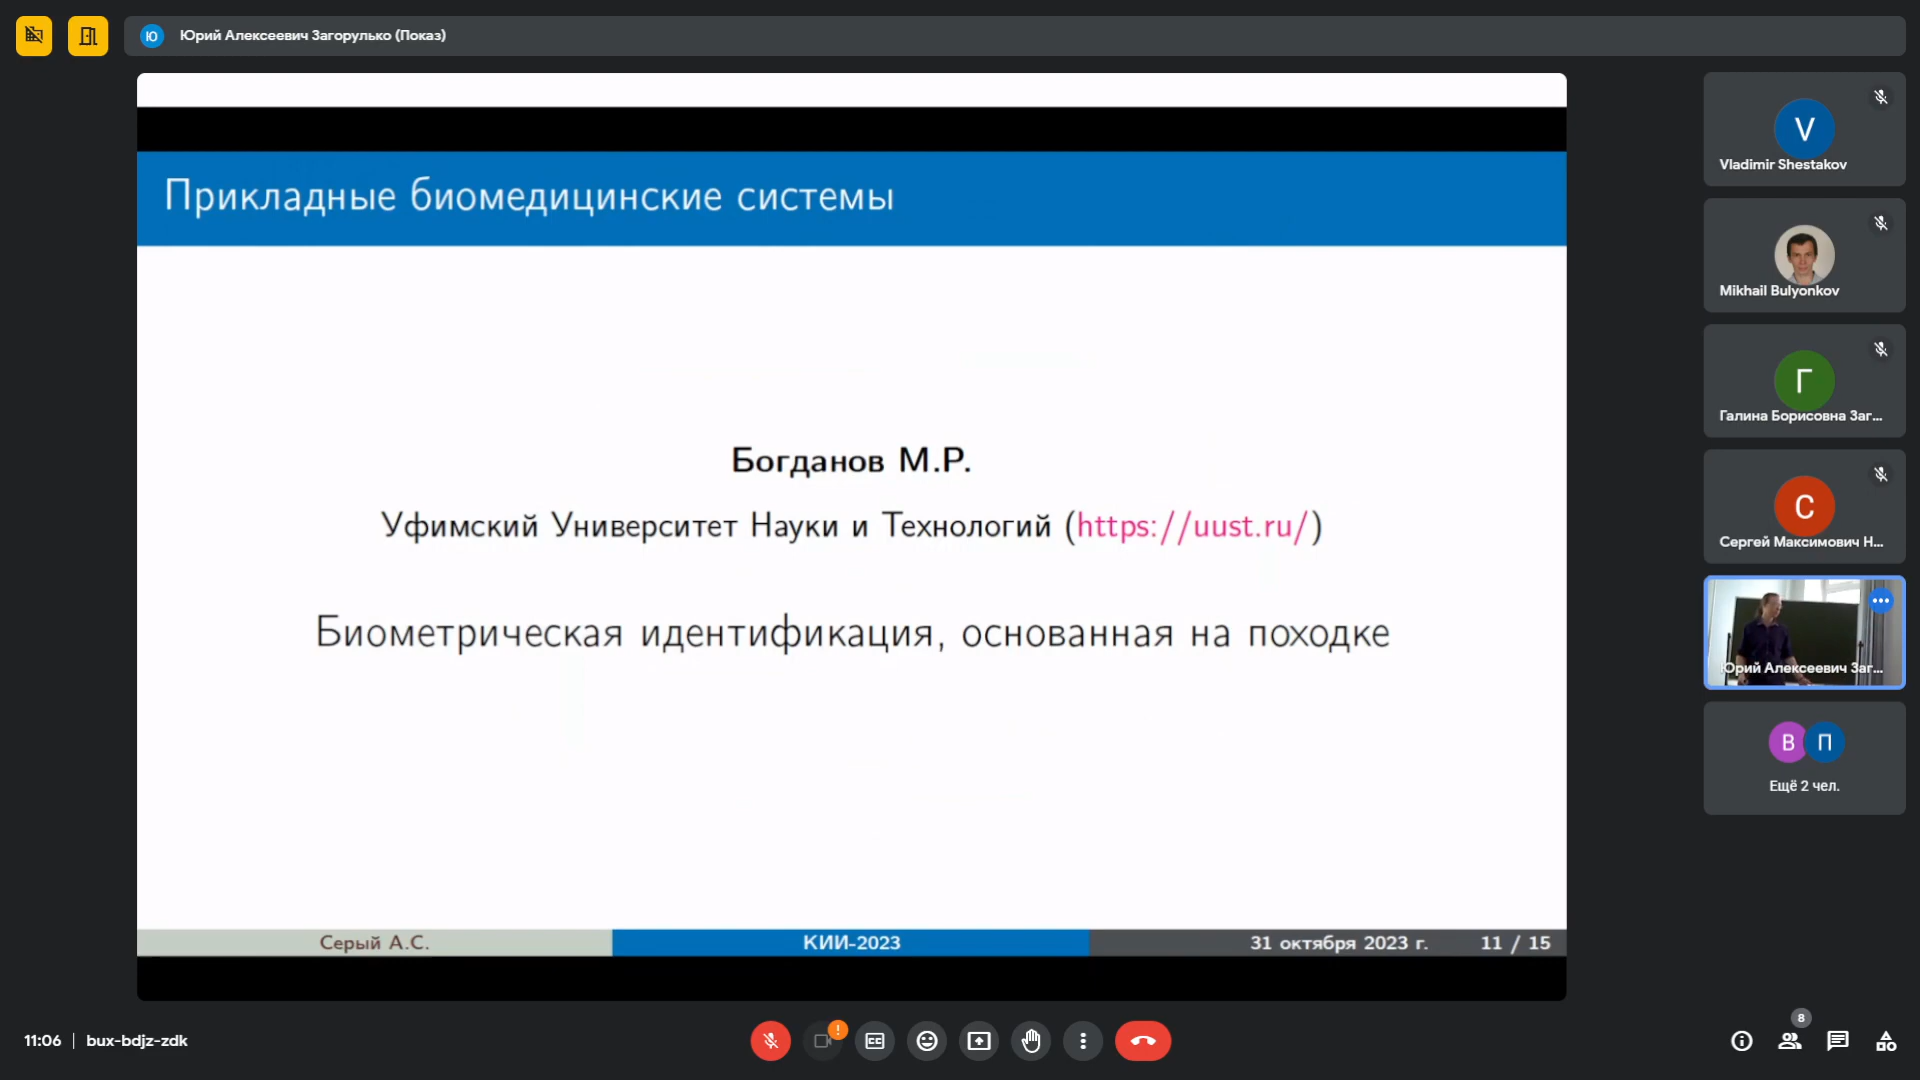 Ю Юрий Алексеевич Загорулько (Показ)
Прикладные биомедицинские системы
Богданов М.Р.
Уфимский Университет Науки и Технологий (https://uust.ru/)
Биометрическая идентификация, основанная на походке
Серый А.С. КИИ-2023 31 октября 2023 г. 11 / 15
V
Vladimir Shestakov
Mikhail Bulyonkov
Г
Галина Борисовна Заг...
С
Сергей Максимович Н...
Юрий Алексеевич Заг...
В П
Ещё 2 чел.
11:06 | bux-bdjz-zdk
!
CC
8